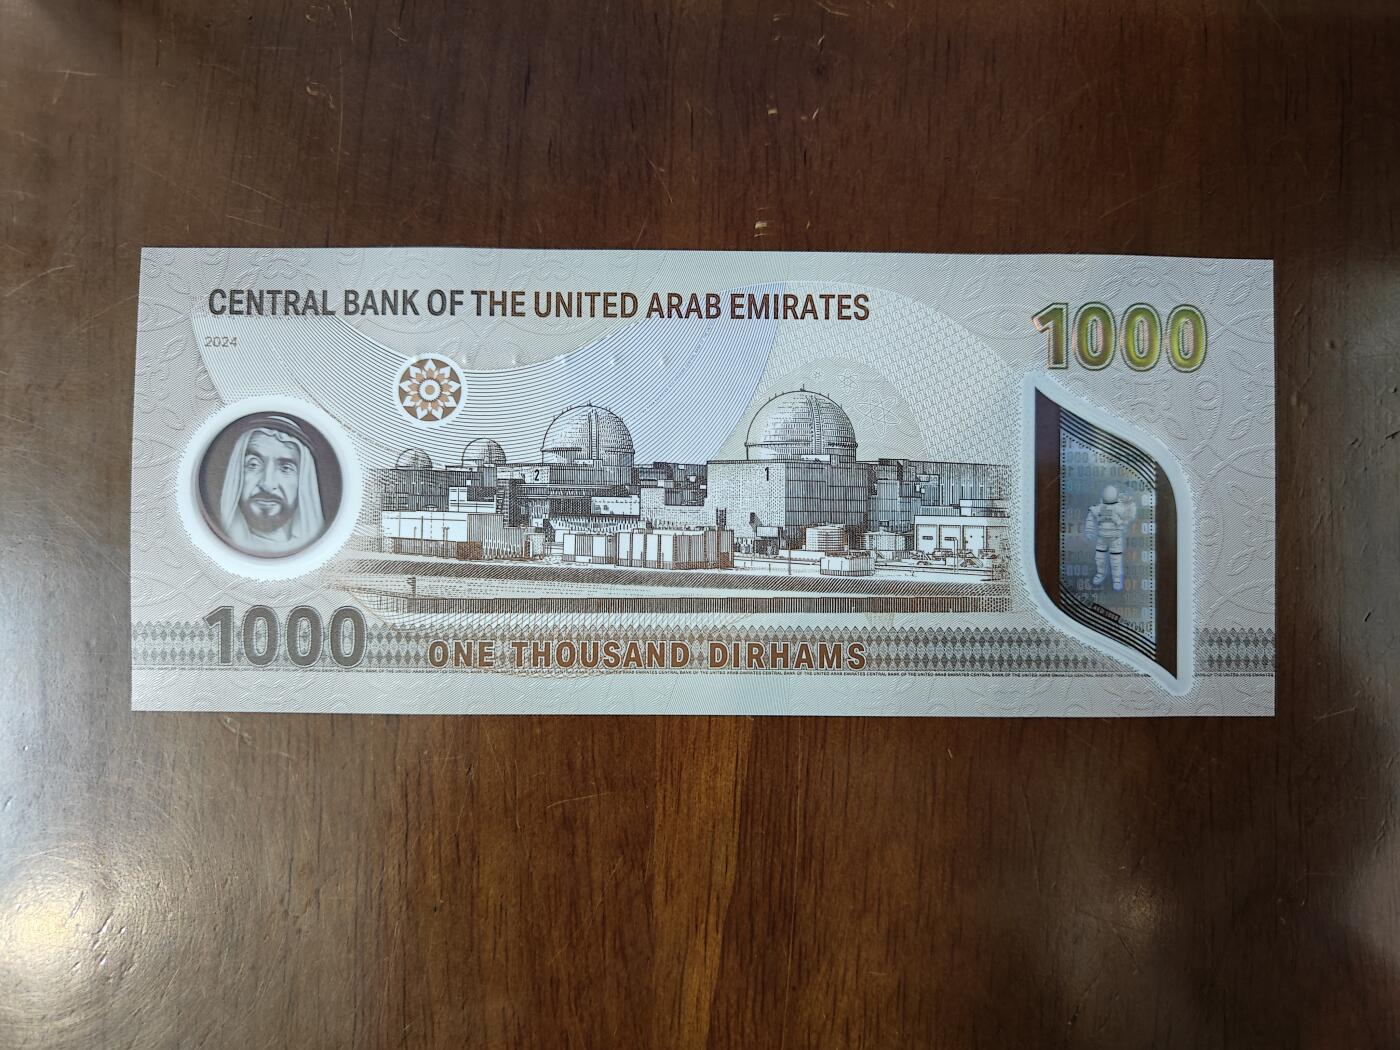 CENTRAL BANK OF THE UNITED ARAB EMIRATES
1000
2024
2
1
1000
ONE THOUSAND DIRHAMS